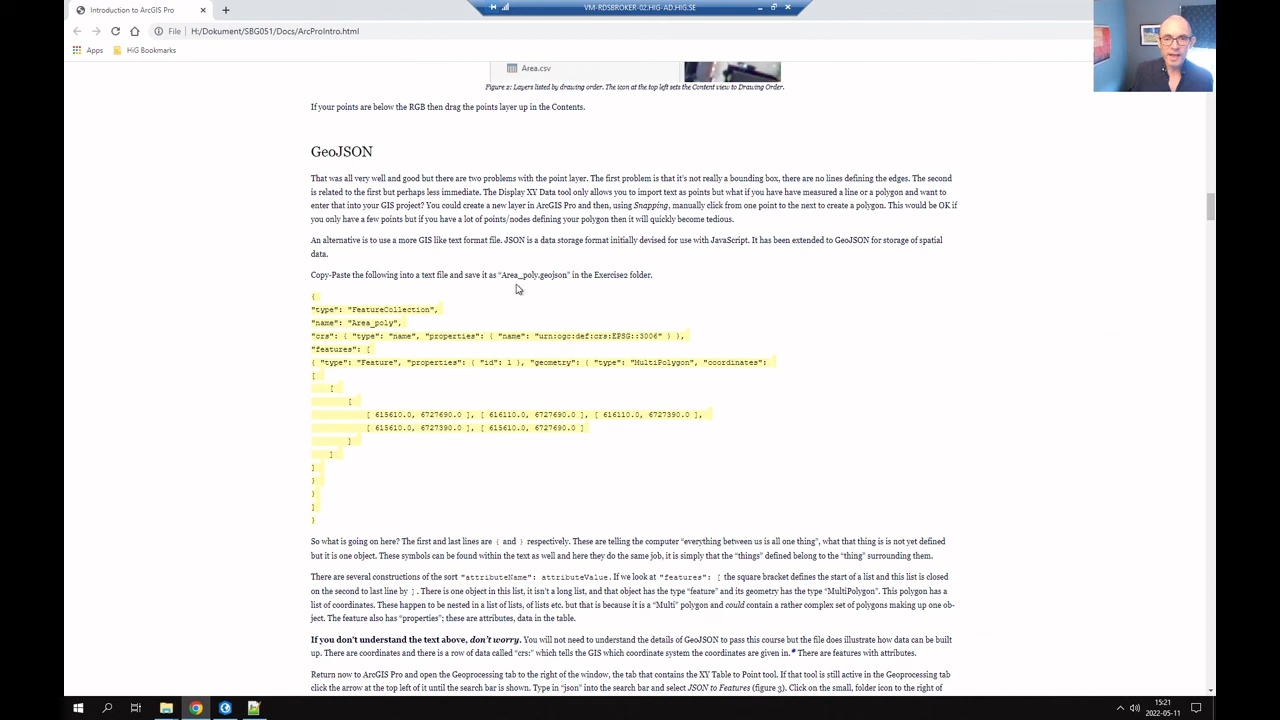 Introduction to ArcGIS Pro
VM-RDSBROKER-02.HIG-AD.HIG.SE
File H:/Dokument/SBG051/Docs/ArcProIntro.html
Apps HiG Bookmarks
Area.csv
Figure 2: Layers listed by drawing order. The icon at the top left sets the Content view to Drawing Order.
If your points are below the RGB then drag the points layer up in the Contents.
GeoJSON
That was all very well and good but there are two problems with the point layer. The first problem is that it's not really a bounding box, there are no lines defining the edges. The second
is related to the first but perhaps less immediate. The Display XY Data tool only allows you to import text as points but what if you have have measured a line or a polygon and want to
enter that into your GIS project? You could create a new layer in ArcGIS Pro and then, using Snapping, manually click from one point to the next to create a polygon. This would be OK if
you only have a few points but if you have a lot of points/nodes defining your polygon then it will quickly become tedious.
An alternative is to use a more GIS like text format file. JSON is a data storage format initially devised for use with JavaScript. It has been extended to GeoJSON for storage of spatial
data.
Copy-Paste the following into a text file and save it as “Area_poly.geojson” in the Exercise2 folder.
{
"type": "FeatureCollection",
"name": "Area_poly",
"crs": { "type": "name", "properties": { "name": "urn:ogc:def:crs:EPSG::3006" } },
"features": [
{ "type": "Feature", "properties": { "id": 1 }, "geometry": { "type": "MultiPolygon", "coordinates":
[
[
[
[ 615610.0, 6727690.0 ], [ 616110.0, 6727690.0 ], [ 616110.0, 6727390.0 ],
[ 615610.0, 6727390.0 ], [ 615610.0, 6727690.0 ]
]
]
]
}
}
]
}
So what is going on here? The first and last lines are { and } respectively. These are telling the computer “everything between us is all one thing”, what that thing is is not yet defined
but it is one object. These symbols can be found within the text as well and here they do the same job, it is simply that the “things” defined belong to the “thing” surrounding them.
There are several constructions of the sort "attributeName": attributeValue. If we look at "features": [ the square bracket defines the start of a list and this list is closed
on the second to last line by ]. There is one object in this list, it isn't a long list, and that object has the type “feature” and its geometry has the type “MultiPolygon”. This polygon has a
list of coordinates. These happen to be nested in a list of lists, of lists etc. but that is because it is a “Multi” polygon and could contain a rather complex set of polygons making up one ob-
ject. The feature also has “properties”; these are attributes, data in the table.
If you don't understand the text above, don't worry. You will not need to understand the details of GeoJSON to pass this course but the file does illustrate how data can be built
up. There are coordinates and there is a row of data called “crs:” which tells the GIS which coordinate system the coordinates are given in.* There are features with attributes.
Return now to ArcGIS Pro and open the Geoprocessing tab to the right of the window, the tab that contains the XY Table to Point tool. If that tool is still active in the Geoprocessing tab
click the arrow at the top left of it until the search bar is shown. Type in “json” into the search bar and select JSON to Features (figure 3). Click on the small, folder icon to the right of
15:21
2022-05-11